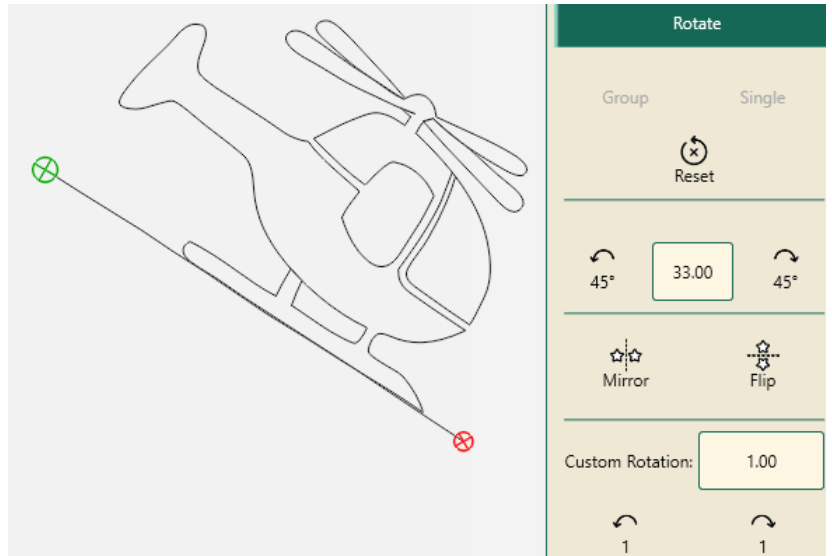 Rotate
Group Single
Reset
45° 33.00 45°
Mirror Flip
Custom Rotation: 1.00
1 1